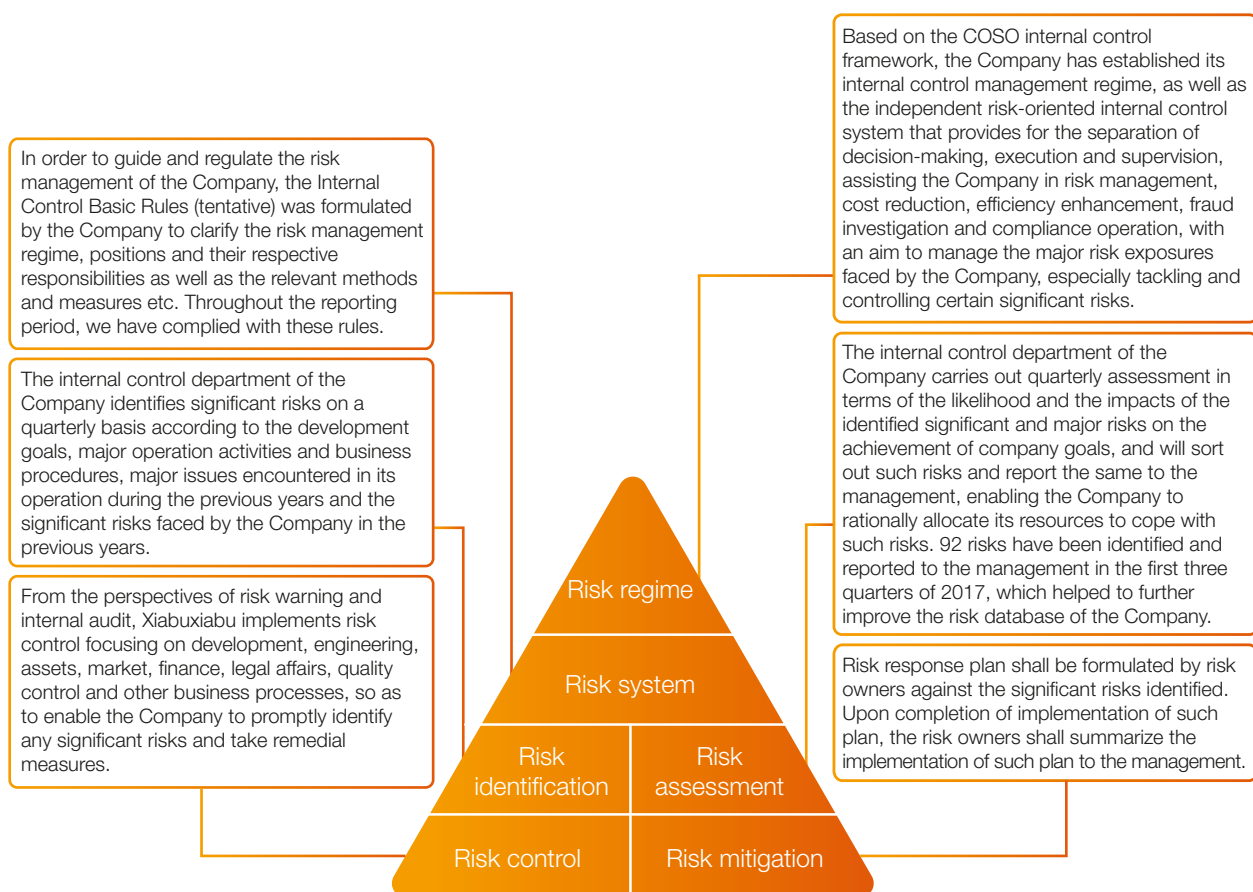 In order to guide and regulate the risk
management of the Company, the Internal
Control Basic Rules (tentative) was formulated
by the Company to clarify the risk management
regime, positions and their respective
responsibilities as well as the relevant methods
and measures etc. Throughout the reporting
period, we have complied with these rules.
The internal control department of the
Company identifies significant risks on a
quarterly basis according to the development
goals, major operation activities and business
procedures, major issues encountered in its
operation during the previous years and the
significant risks faced by the Company in the
previous years.
From the perspectives of risk warning and
internal audit, Xiabuxiabu implements risk
control focusing on development, engineering,
assets, market, finance, legal affairs, quality
control and other business processes, so as
to enable the Company to promptly identify
any significant risks and take remedial
measures.
Based on the COSO internal control
framework, the Company has established its
internal control management regime, as well as
the independent risk-oriented internal control
system that provides for the separation of
decision-making, execution and supervision,
assisting the Company in risk management,
cost reduction, efficiency enhancement, fraud
investigation and compliance operation, with
an aim to manage the major risk exposures
faced by the Company, especially tackling and
controlling certain significant risks.
The internal control department of the
Company carries out quarterly assessment in
terms of the likelihood and the impacts of the
identified significant and major risks on the
achievement of company goals, and will sort
out such risks and report the same to the
management, enabling the Company to
rationally allocate its resources to cope with
such risks. 92 risks have been identified and
reported to the management in the first three
quarters of 2017, which helped to further
improve the risk database of the Company.
Risk response plan shall be formulated by risk
owners against the significant risks identified.
Upon completion of implementation of such
plan, the risk owners shall summarize the
implementation of such plan to the management.
Risk regime
Risk system
Risk
identification
Risk
assessment
Risk control
Risk mitigation